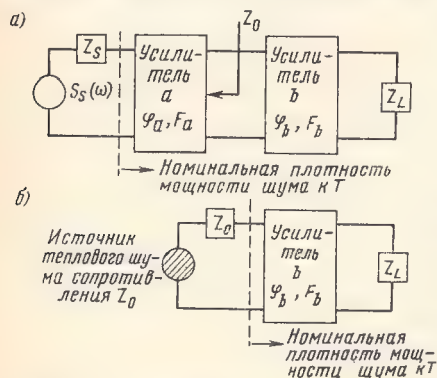 а)
Z_S
S_S(ω)
Усили-
тель
a
φ_a, F_a
Z_0
Усили-
тель
b
φ_b, F_b
Z_L
Номинальная плотность
мощности шума кТ
б)
Источник
теплового шу-
ма сопротив-
ления Z_0
Z_0
Усили-
тель
b
φ_b, F_b
Z_L
Номинальная
плотность мощ-
ности шума кТ